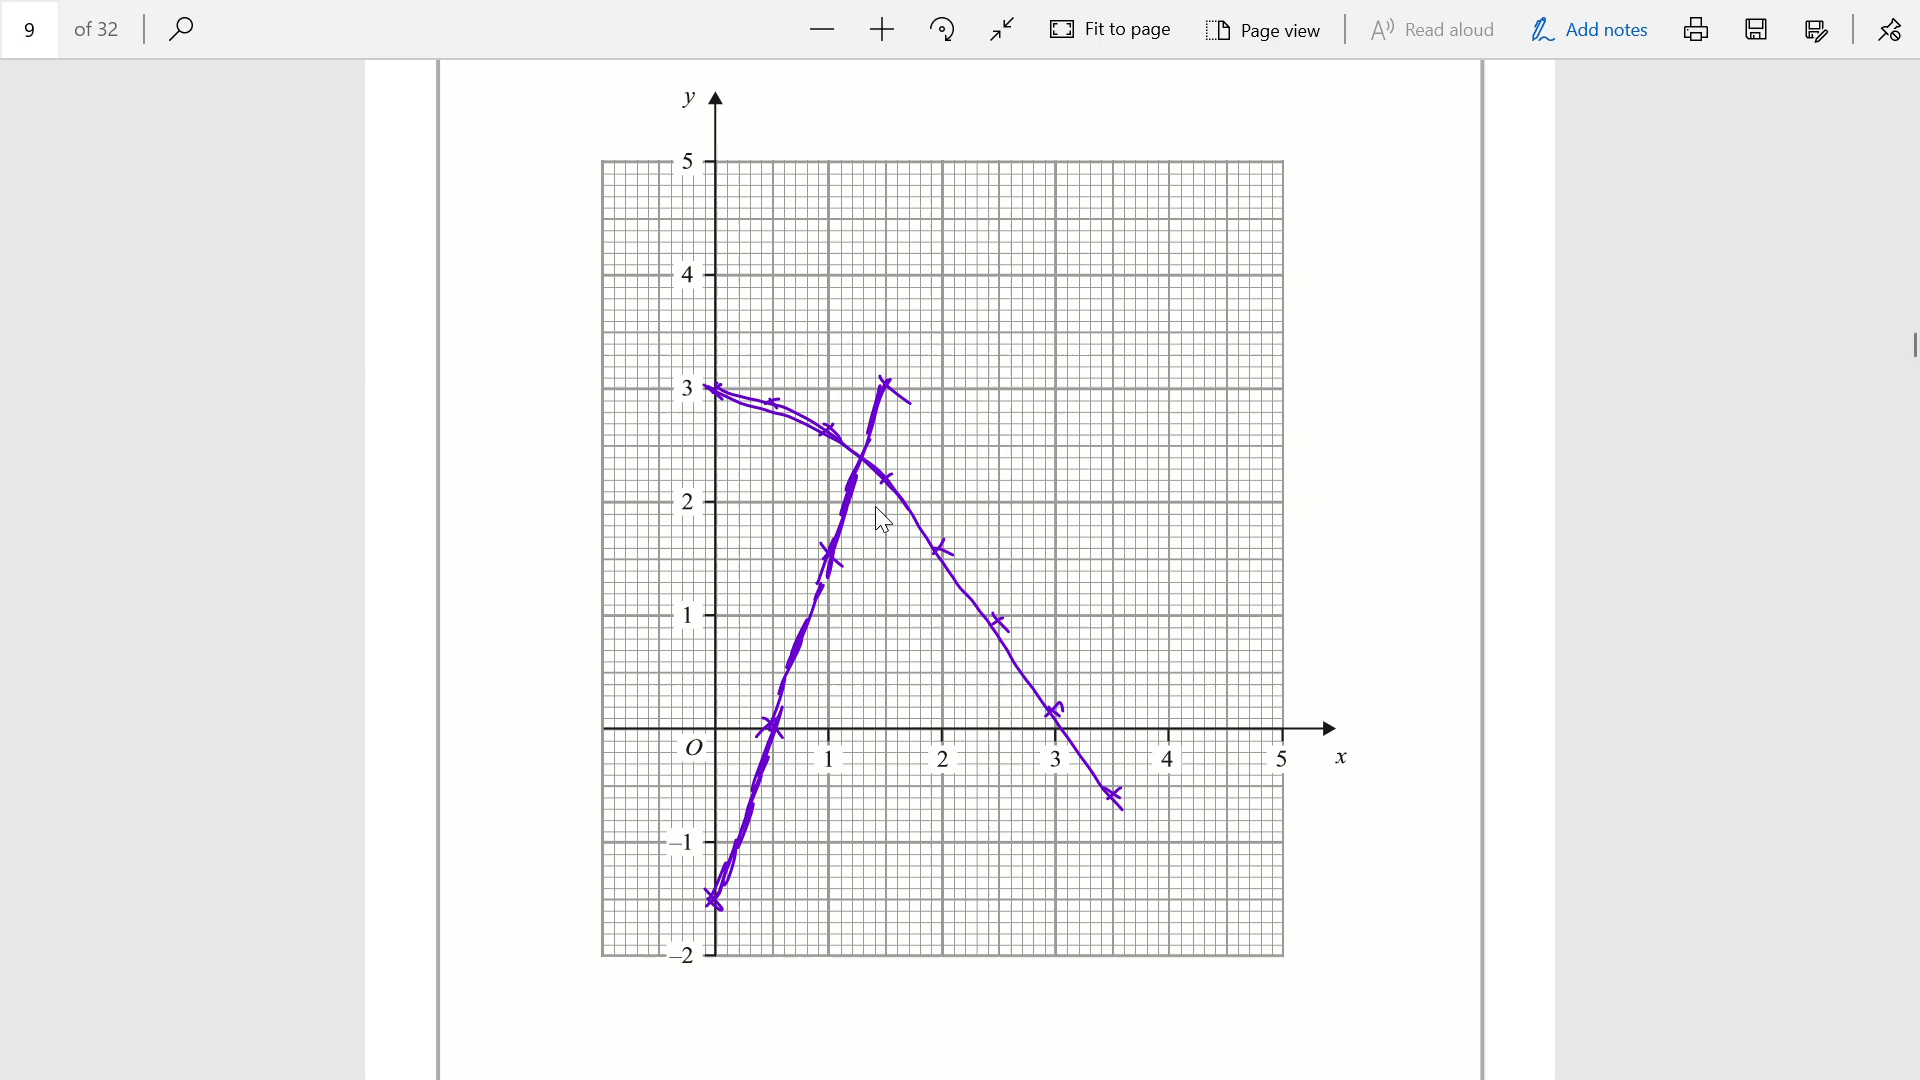 9 of 32 Fit to page Page view Read aloud Add notes
y
5
4
3
2
1
O 1 2 3 4 5 x
–1
–2